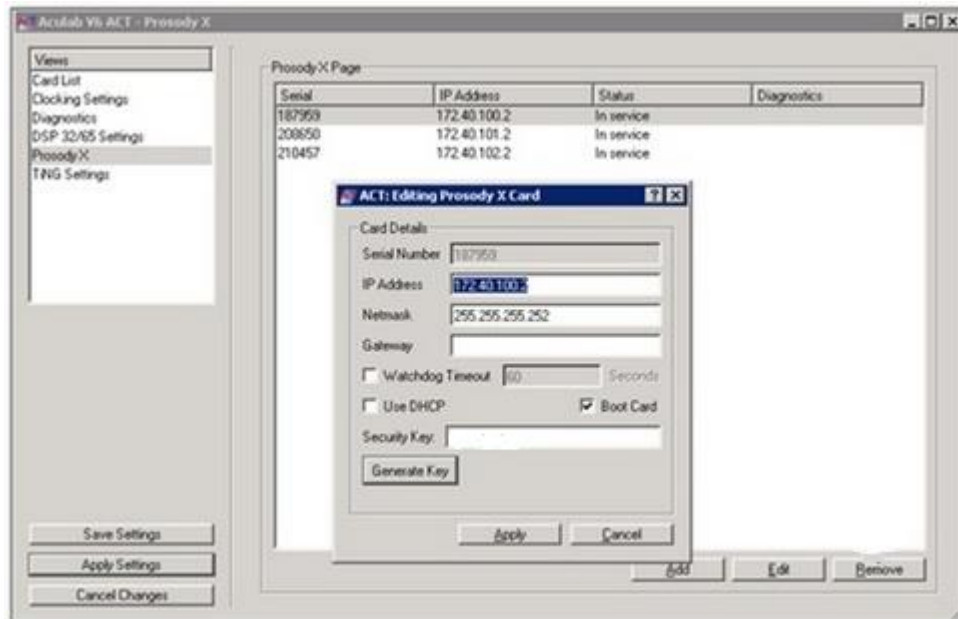 Aculab V6 ACT - Prosody X
Views
Card List
Clocking Settings
Diagnostics
DSP 32/65 Settings
Prosody X
TiNG Settings
Prosody X Page
Serial IP Address Status Diagnostics
187959 172.40.100.2 In service
208650 172.40.101.2 In service
210457 172.40.102.2 In service
ACT: Editing Prosody X Card
Card Details
Serial Number 187959
IP Address 172.40.100.2
Netmask 255.255.255.252
Gateway
Watchdog Timeout 60 Seconds
Use DHCP Boot Card
Security Key:
Generate Key
Apply Cancel
Save Settings
Apply Settings
Cancel Changes
Add Edit Remove